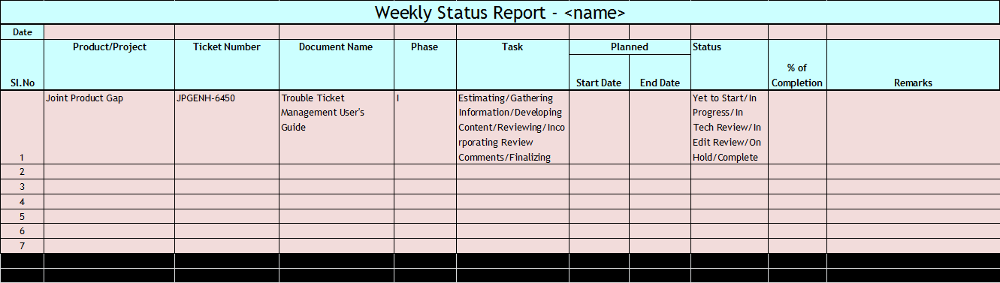 Weekly Status Report - <name>
Date
Sl.No Product/Project Ticket Number Document Name Phase Task Planned Status % of Completion Remarks
Start Date End Date
1 Joint Product Gap JPGENH-6450 Trouble Ticket I Estimating/Gathering Yet to Start/In
Management User's Information/Developing Progress/In
Guide Content/Reviewing/Inco Tech Review/In
rporating Review Edit Review/On
Comments/Finalizing Hold/Complete
2
3
4
5
6
7